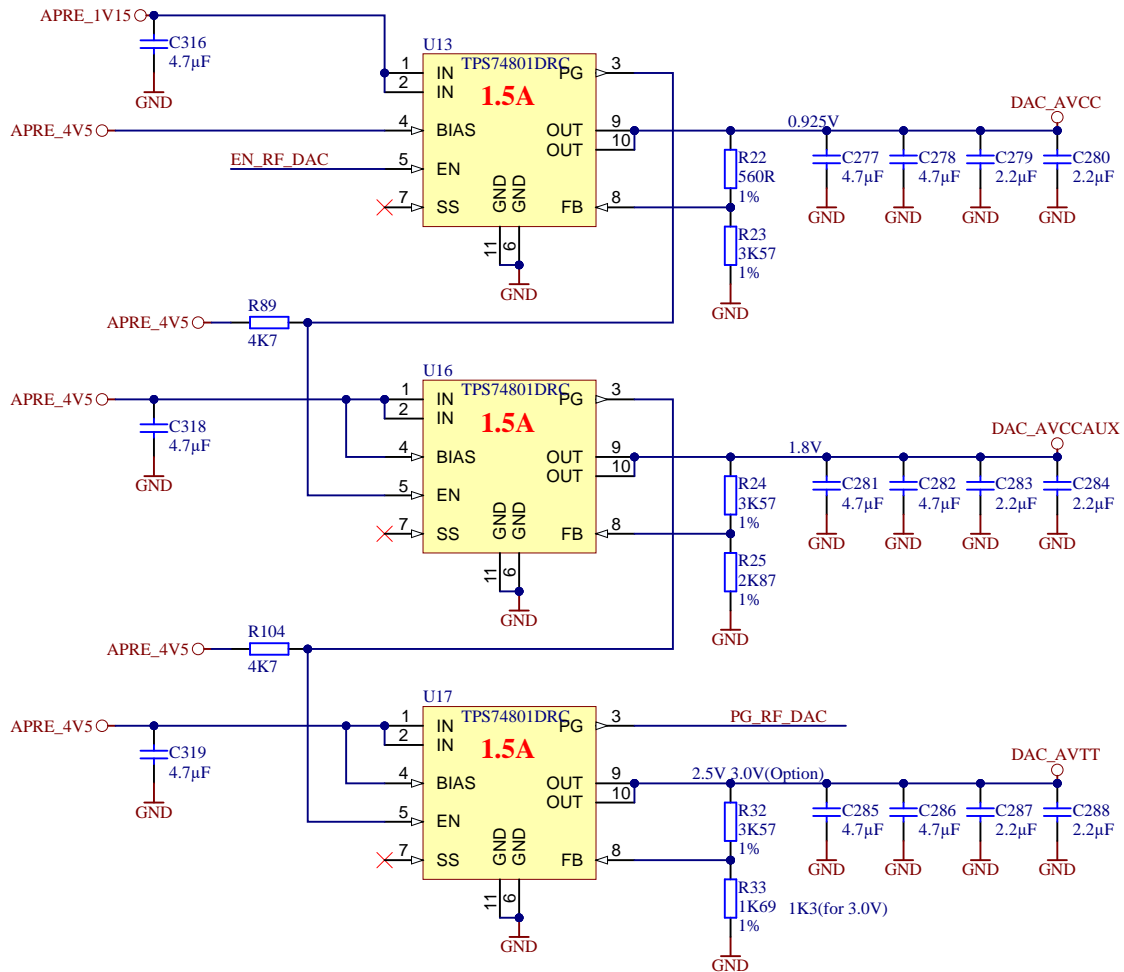 APRE_1V15
C316
4.7µF
GND
U13
TPS74801DRC
1.5A
1 IN
2 IN
APRE_4V5
4 BIAS
EN_RF_DAC
5 EN
7 SS
GND
GND
11
6
GND
PG 3
OUT 9
OUT 10
FB 8
0.925V
DAC_AVCC
R22
560R
1%
R23
3K57
1%
GND
C277
4.7µF
GND
C278
4.7µF
GND
C279
2.2µF
GND
C280
2.2µF
GND
APRE_4V5
R89
4K7
U16
TPS74801DRC
1.5A
APRE_4V5
C318
4.7µF
GND
1 IN
2 IN
4 BIAS
5 EN
7 SS
GND
GND
11
6
GND
PG 3
OUT 9
OUT 10
FB 8
1.8V
DAC_AVCCAUX
R24
3K57
1%
R25
2K87
1%
GND
C281
4.7µF
GND
C282
4.7µF
GND
C283
2.2µF
GND
C284
2.2µF
GND
APRE_4V5
R104
4K7
U17
TPS74801DRC
1.5A
APRE_4V5
C319
4.7µF
GND
1 IN
2 IN
4 BIAS
5 EN
7 SS
GND
GND
11
6
GND
PG 3
PG_RF_DAC
OUT 9
OUT 10
FB 8
2.5V 3.0V(Option)
DAC_AVTT
R32
3K57
1%
R33
1K69
1%
1K3(for 3.0V)
GND
C285
4.7µF
GND
C286
4.7µF
GND
C287
2.2µF
GND
C288
2.2µF
GND